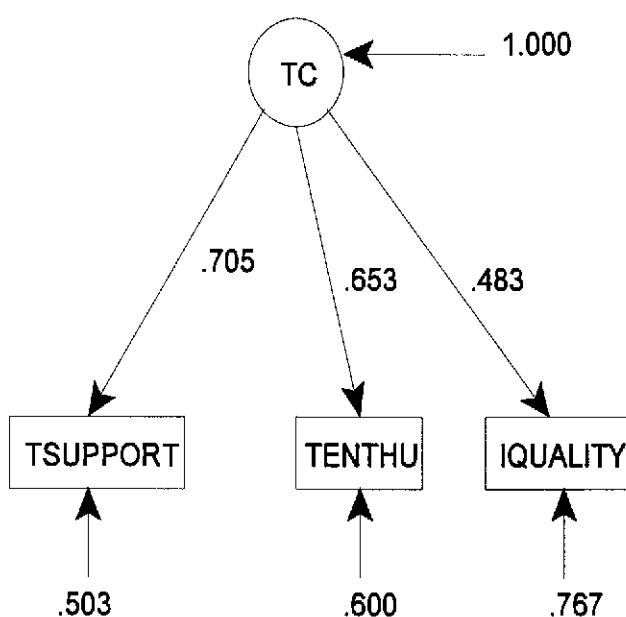 1.000
TC
.705
.653
.483
TSUPPORT
TENTHU
IQUALITY
.503
.600
.767